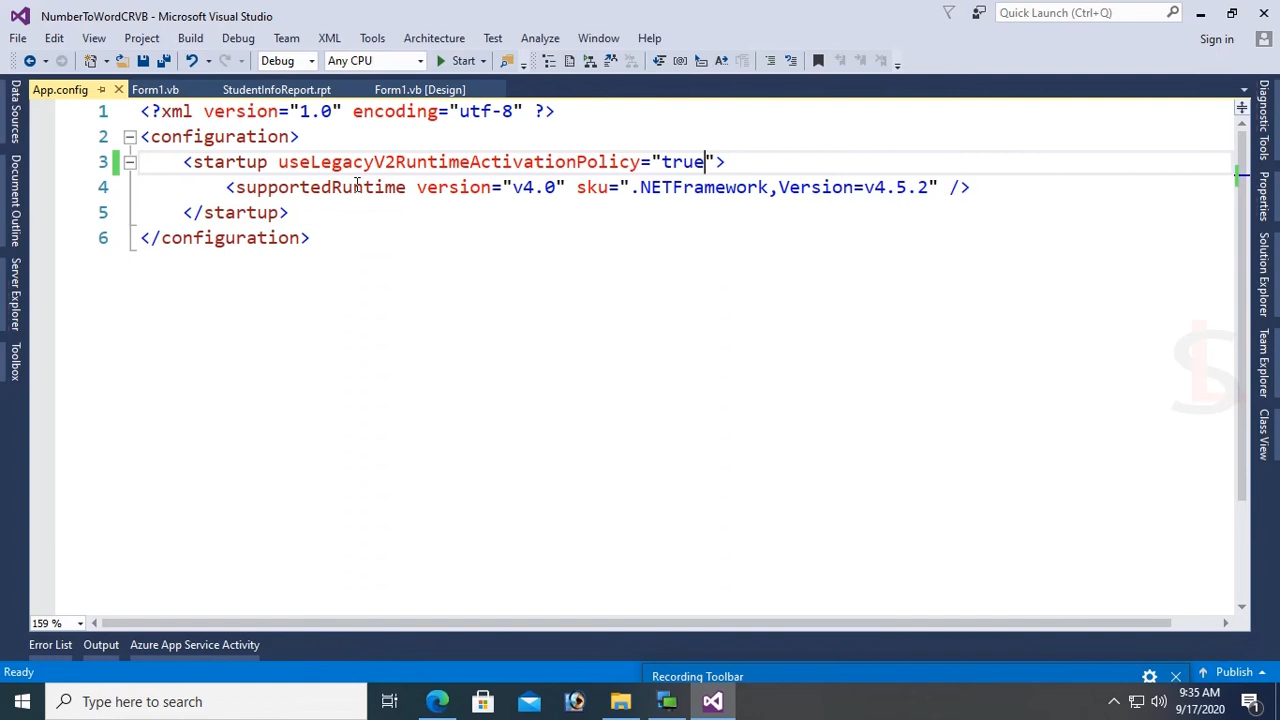 NumberToWordCRVB - Microsoft Visual Studio
Quick Launch (Ctrl+Q)
File Edit View Project Build Debug Team XML Tools Architecture Test Analyze Window Help
Sign in
Debug Any CPU Start
App.config Form1.vb StudentInfoReport.rpt Form1.vb [Design]
1 <?xml version="1.0" encoding="utf-8" ?>
2 <configuration>
3 <startup useLegacyV2RuntimeActivationPolicy="true">
4 <supportedRuntime version="v4.0" sku=".NETFramework,Version=v4.5.2" />
5 </startup>
6 </configuration>
Data Sources
Document Outline
Server Explorer
Toolbox
Diagnostic Tools
Properties
Solution Explorer
Team Explorer
Class View
SL
159 %
Error List Output Azure App Service Activity
Ready
Recording Toolbar
Publish
Type here to search
9:35 AM
9/17/2020
1